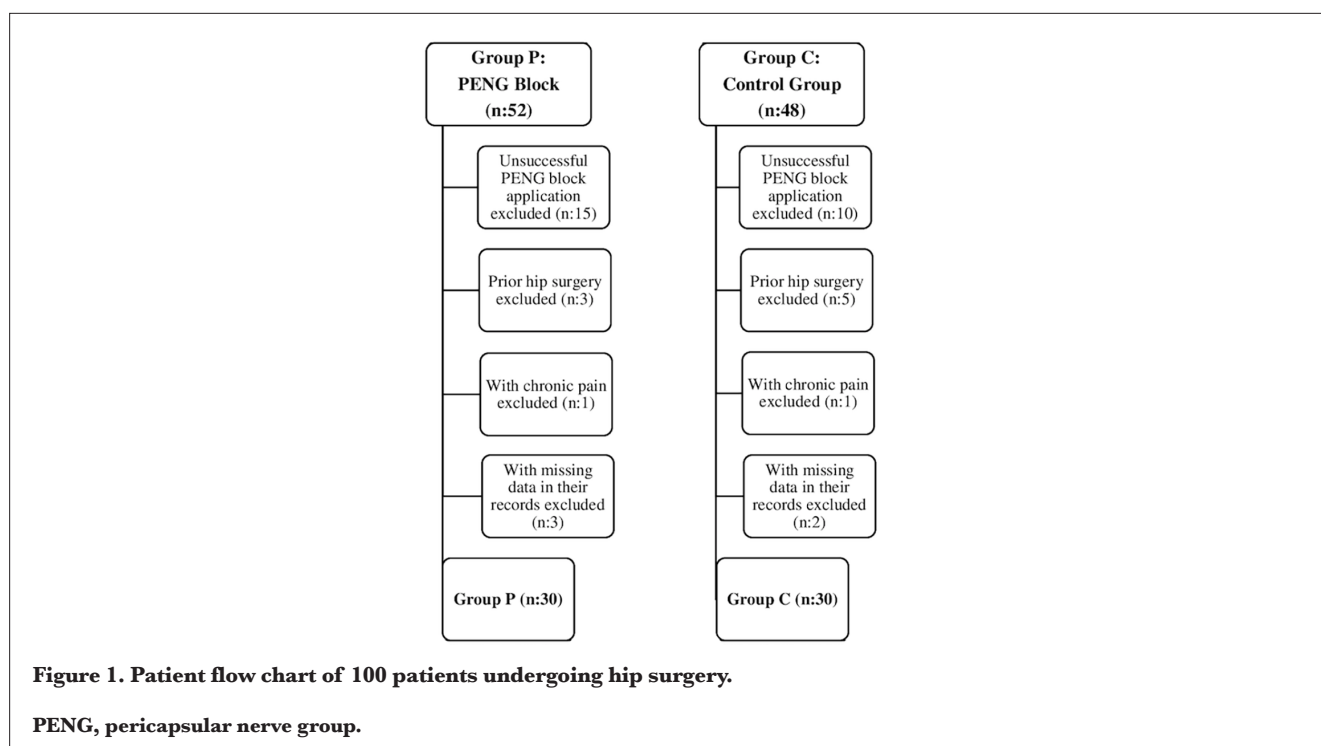 Group P:
PENG Block
(n:52)
Unsuccessful
PENG block
application
excluded (n:15)
Prior hip surgery
excluded (n:3)
With chronic pain
excluded (n:1)
With missing
data in their
records excluded
(n:3)
Group P (n:30)
Group C:
Control Group
(n:48)
Unsuccessful
PENG block
application
excluded (n:10)
Prior hip surgery
excluded (n:5)
With chronic pain
excluded (n:1)
With missing
data in their
records excluded
(n:2)
Group C (n:30)
Figure 1. Patient flow chart of 100 patients undergoing hip surgery.
PENG, pericapsular nerve group.